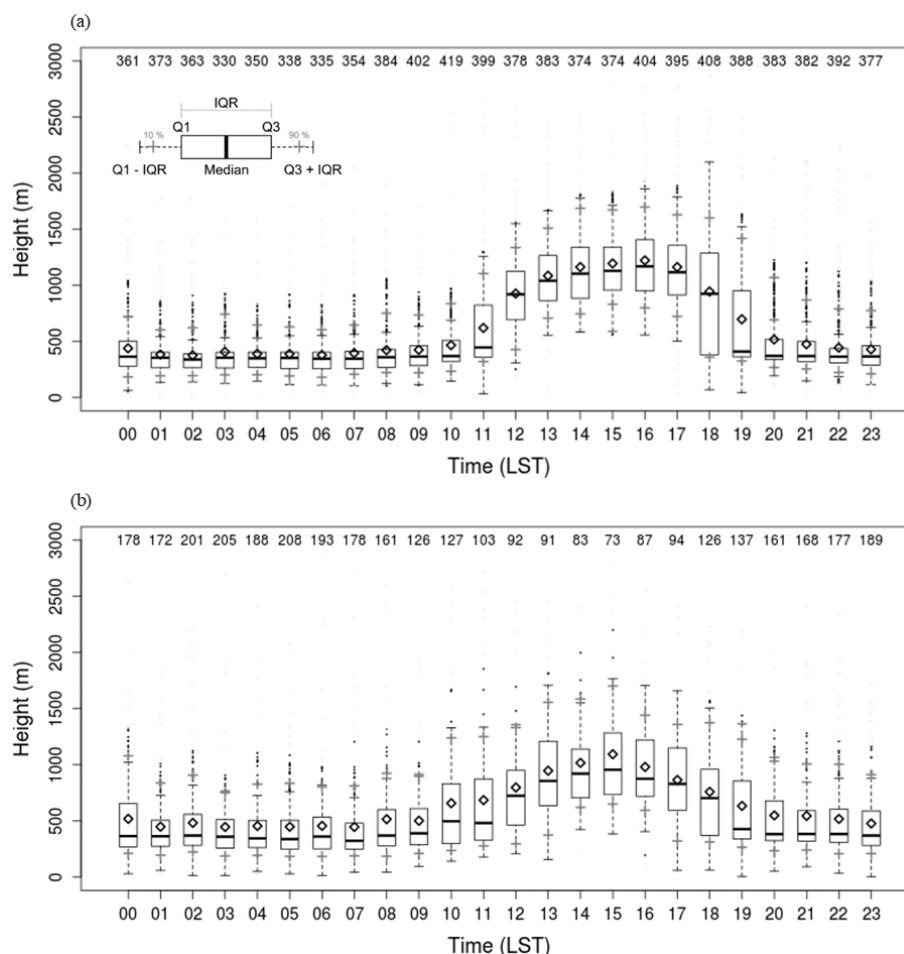 (a)
3000
361 373 363 330 350 338 335 354 384 402 419 399 378 383 374 374 404 395 408 388 383 382 392 377
IQR
2500
Q1 Q3
10 % 90 %
Q1 - IQR Median Q3 + IQR
2000
Height (m)
1500
1000
500
0
00 01 02 03 04 05 06 07 08 09 10 11 12 13 14 15 16 17 18 19 20 21 22 23
Time (LST)
(b)
3000
178 172 201 205 188 208 193 178 161 126 127 103 92 91 83 73 87 94 126 137 161 168 177 189
2500
2000
Height (m)
1500
1000
500
0
00 01 02 03 04 05 06 07 08 09 10 11 12 13 14 15 16 17 18 19 20 21 22 23
Time (LST)